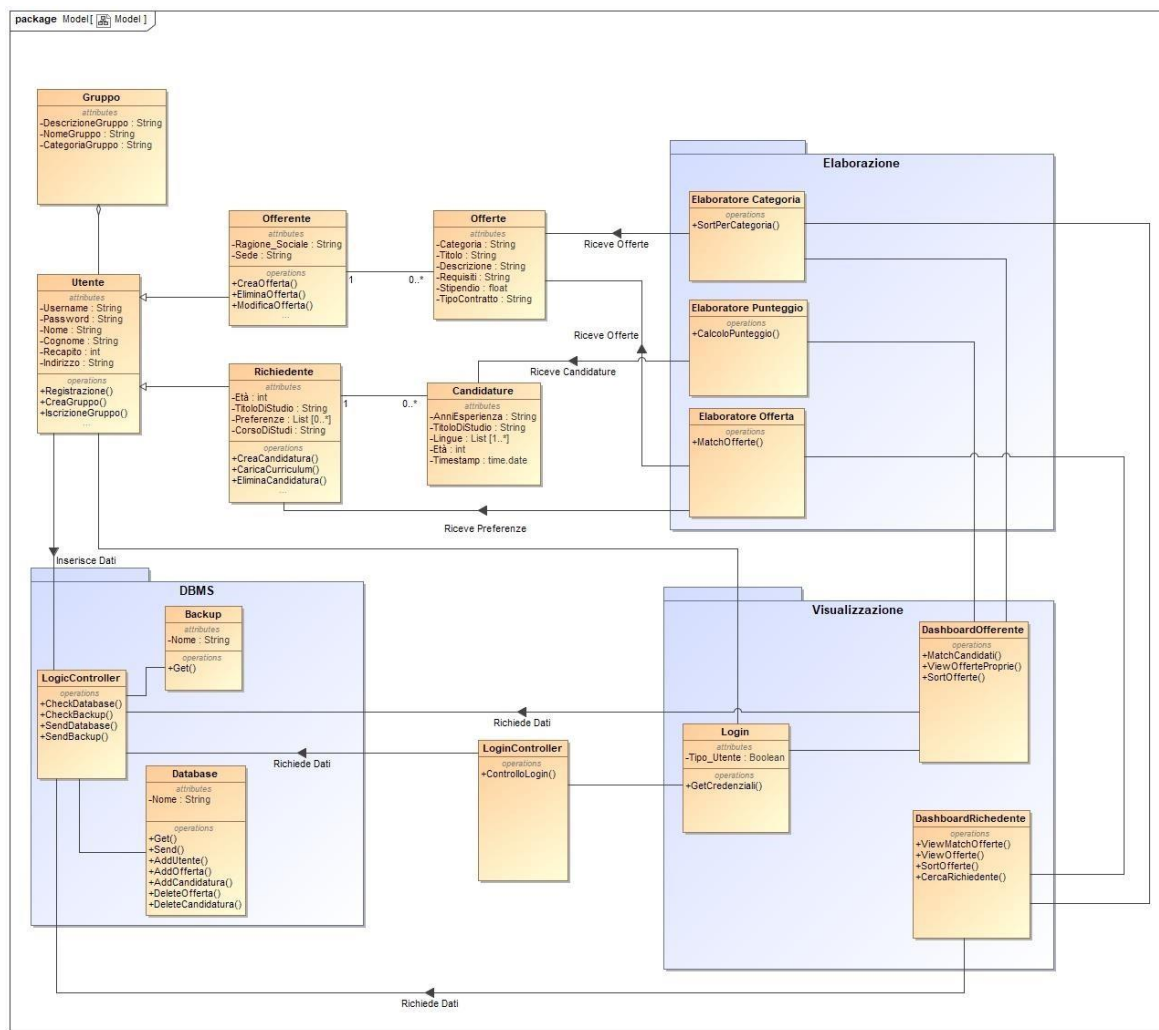 package Model [ Model ]
Gruppo
attributes
-DescrizioneGruppo : String
-NomeGruppo : String
-CategoriaGruppo : String
Utente
attributes
-Username : String
-Password : String
-Nome : String
-Cognome : String
-Recapito : int
-Indirizzo : String
operations
+Registrazione()
+CreaGruppo()
+IscrizioneGruppo()
...
Offerente
attributes
-Ragione_Sociale : String
-Sede : String
operations
+CreaOfferta()
+EliminaOfferta()
+ModificaOfferta()
...
1
0..*
Offerte
attributes
-Categoria : String
-Titolo : String
-Descrizione : String
-Requisiti : String
-Stipendio : float
-TipoContratto : String
Richiedente
attributes
-Età : int
-TitoloDiStudio : String
-Preferenze : List [0..*]
-CorsoDiStudi : String
operations
+CreaCandidatura()
+CaricaCurriculum()
+EliminaCandidatura()
...
1
0..*
Candidature
attributes
-AnniEsperienza : String
-TitoloDiStudio : String
-Lingue : List [1..*]
-Età : int
-Timestamp : time.date
Riceve Offerte
Riceve Offerte
Riceve Candidature
Riceve Preferenze
Elaborazione
Elaboratore Categoria
operations
+SortPerCategoria()
Elaboratore Punteggio
operations
+CalcoloPunteggio()
Elaboratore Offerta
operations
+MatchOfferte()
Inserisce Dati
DBMS
Backup
attributes
-Nome : String
operations
+Get()
LogicController
operations
+CheckDatabase()
+CheckBackup()
+SendDatabase()
+SendBackup()
Database
attributes
-Nome : String
operations
+Get()
+Send()
+AddUtente()
+AddOfferta()
+AddCandidatura()
+DeleteOfferta()
+DeleteCandidatura()
Richiede Dati
Richiede Dati
LoginController
operations
+ControlloLogin()
Visualizzazione
DashboardOfferente
operations
+MatchCandidati()
+ViewOfferteProprie()
+SortOfferte()
Login
attributes
-Tipo_Utente : Boolean
operations
+GetCredenziali()
DashboardRichedente
operations
+ViewMatchOfferte()
+ViewOfferte()
+SortOfferte()
+CercaRichiedente()
Richiede Dati